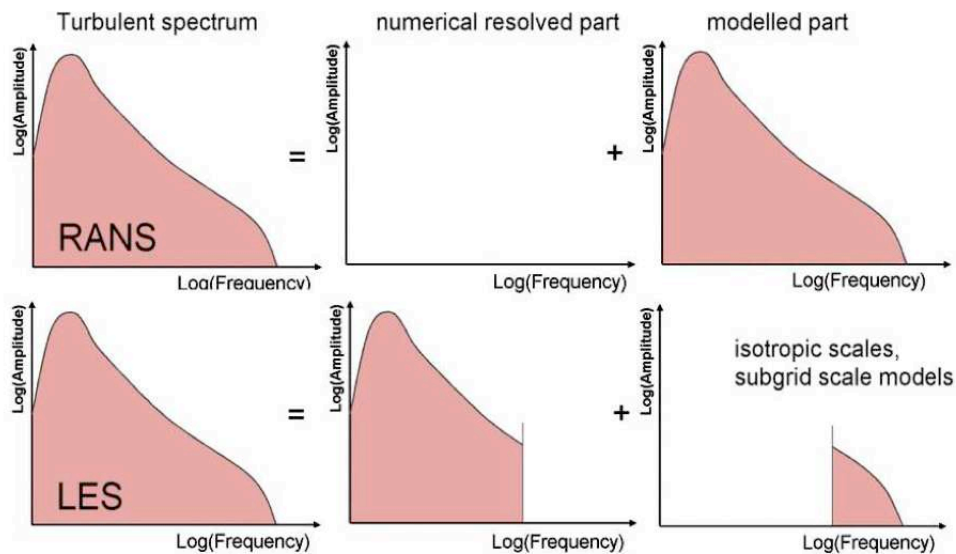 Turbulent spectrum
numerical resolved part
modelled part
Log(Amplitude)
RANS
Log(Frequency)
=
Log(Amplitude)
Log(Frequency)
+
Log(Amplitude)
Log(Frequency)
Log(Amplitude)
LES
Log(Frequency)
=
Log(Amplitude)
Log(Frequency)
+
Log(Amplitude)
isotropic scales,
subgrid scale models
Log(Frequency)